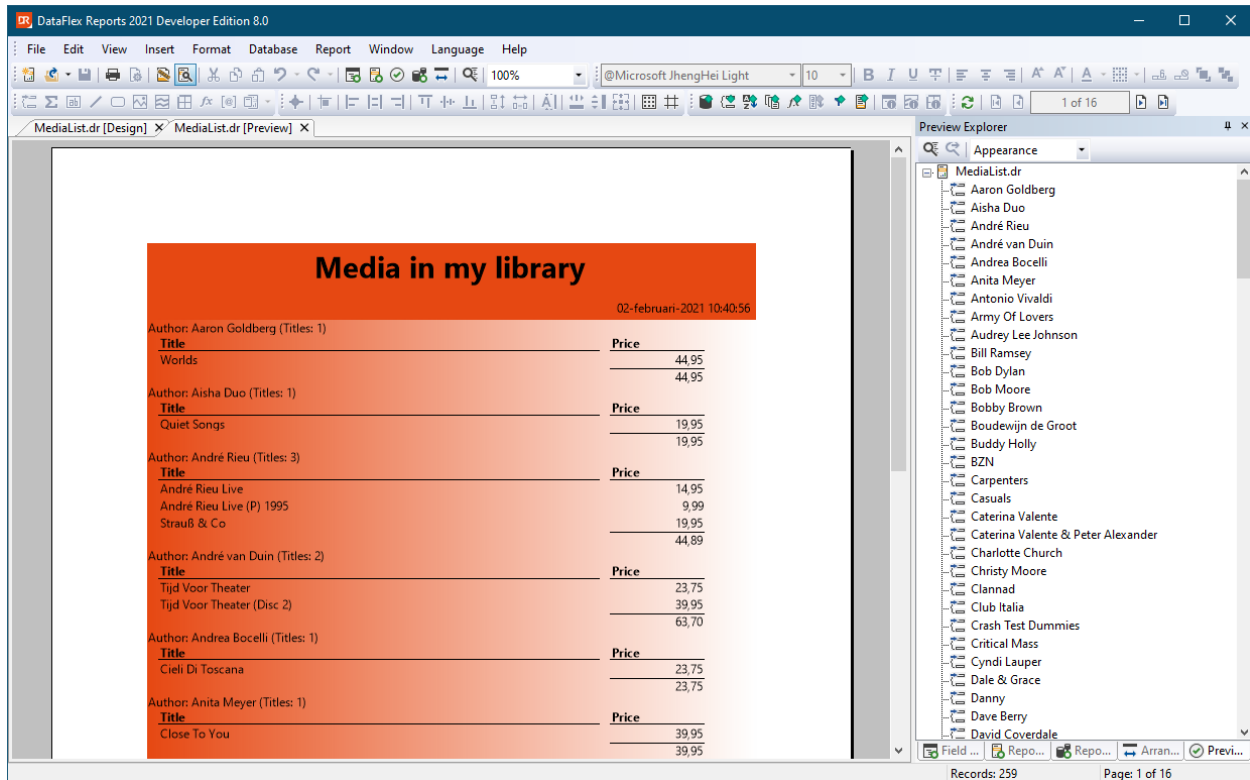 DataFlex Reports 2021 Developer Edition 8.0
File Edit View Insert Format Database Report Window Language Help
100% @Microsoft JhengHei Light 10
1 of 16
MediaList.dr [Design] MediaList.dr [Preview]
Media in my library
02-februari-2021 10:40:56
Author: Aaron Goldberg (Titles: 1)
Title Price
Worlds 44,95
44,95
Author: Aisha Duo (Titles: 1)
Title Price
Quiet Songs 19,95
19,95
Author: André Rieu (Titles: 3)
Title Price
André Rieu Live 14,95
André Rieu Live (P) 1995 9,99
Strauß & Co 19,95
44,89
Author: André van Duin (Titles: 2)
Title Price
Tijd Voor Theater 23,75
Tijd Voor Theater (Disc 2) 39,95
63,70
Author: Andrea Bocelli (Titles: 1)
Title Price
Cieli Di Toscana 23,75
23,75
Author: Anita Meyer (Titles: 1)
Title Price
Close To You 39,95
39,95
Preview Explorer
Appearance
MediaList.dr
Aaron Goldberg
Aisha Duo
André Rieu
André van Duin
Andrea Bocelli
Anita Meyer
Antonio Vivaldi
Army Of Lovers
Audrey Lee Johnson
Bill Ramsey
Bob Dylan
Bob Moore
Bobby Brown
Boudewijn de Groot
Buddy Holly
BZN
Carpenters
Casuals
Caterina Valente
Caterina Valente & Peter Alexander
Charlotte Church
Christy Moore
Clannad
Club Italia
Crash Test Dummies
Critical Mass
Cyndi Lauper
Dale & Grace
Danny
Dave Berry
David Coverdale
Field ... Repo... Repo... Arran... Previ...
Records: 259 Page: 1 of 16